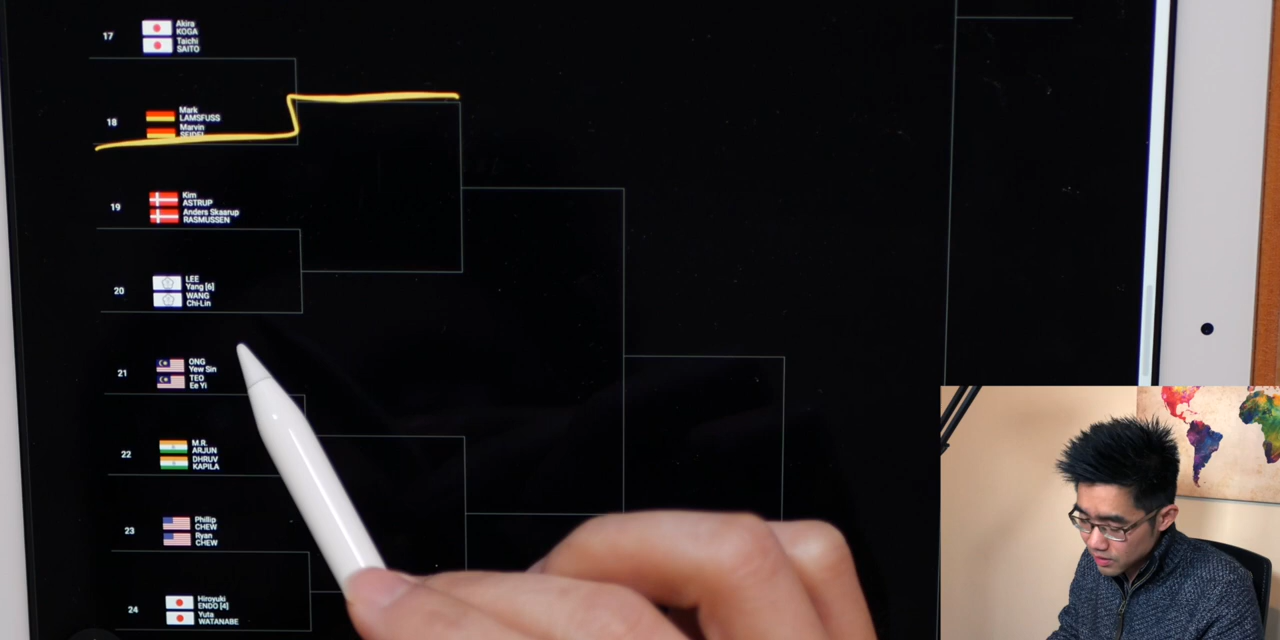 17
Akira
KOGA
Taichi
SAITO
18
Mark
LAMSFUSS
Marvin
SEIDEL
19
Kim
ASTRUP
Anders Skaarup
RASMUSSEN
20
LEE
Yang [6]
WANG
Chi-Lin
21
ONG
Yew Sin
TEO
Ee Yi
22
M.R.
ARJUN
DHRUV
KAPILA
23
Phillip
CHEW
Ryan
CHEW
24
Hiroyuki
ENDO [4]
Yuta
WATANABE